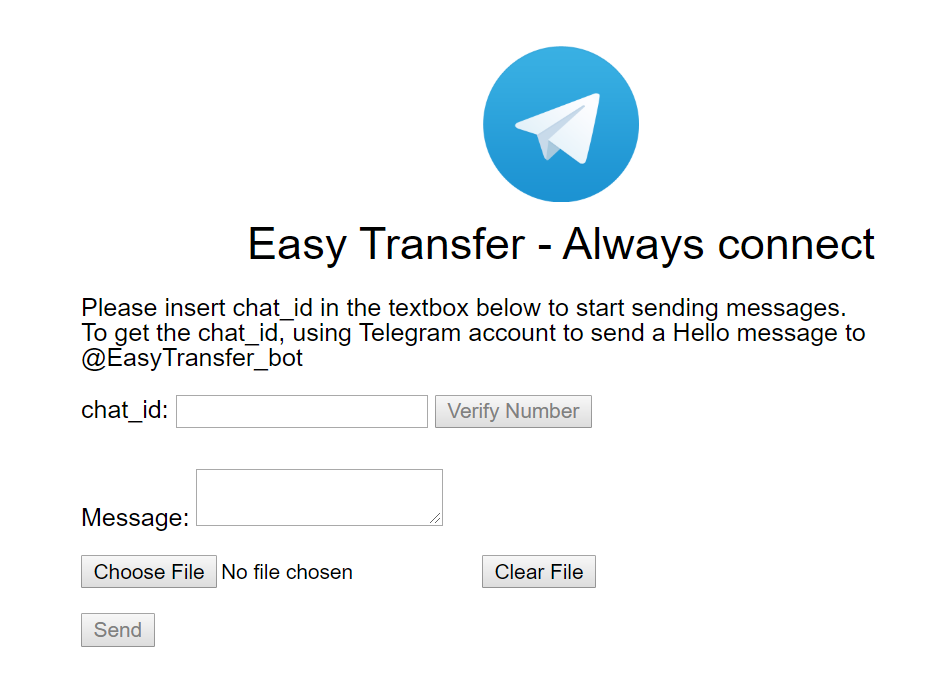 Easy Transfer - Always connect
Please insert chat_id in the textbox below to start sending messages.
To get the chat_id, using Telegram account to send a Hello message to
@EasyTransfer_bot
chat_id: Verify Number
Message:
Choose File No file chosen Clear File
Send